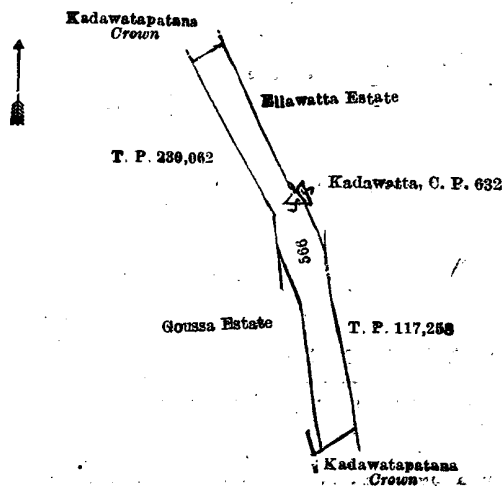 Kadawatapatana
Crown
Ellawatta Estate
T. P. 239,062
Kadawatta, C. P. 632
566
Goussa Estate
T. P. 117,258
Kadawatapatana
Crown